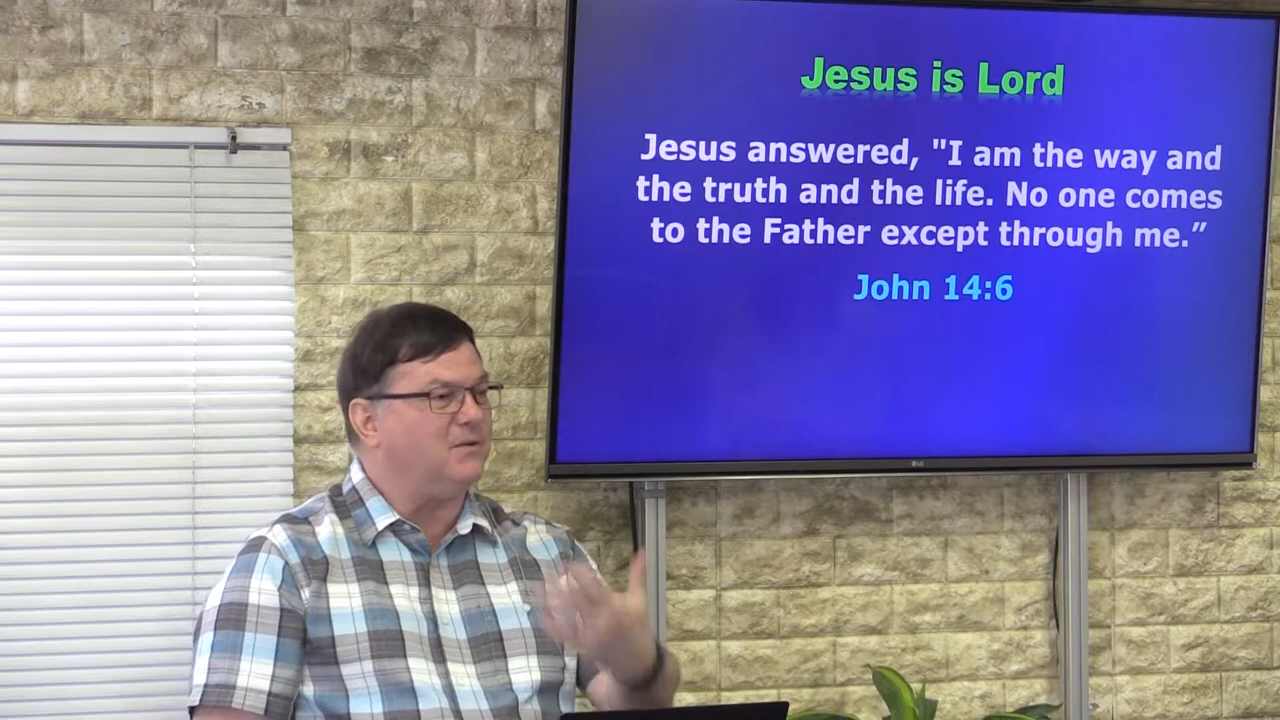 Jesus is Lord
Jesus answered, "I am the way and
the truth and the life. No one comes
to the Father except through me.”
John 14:6
LG